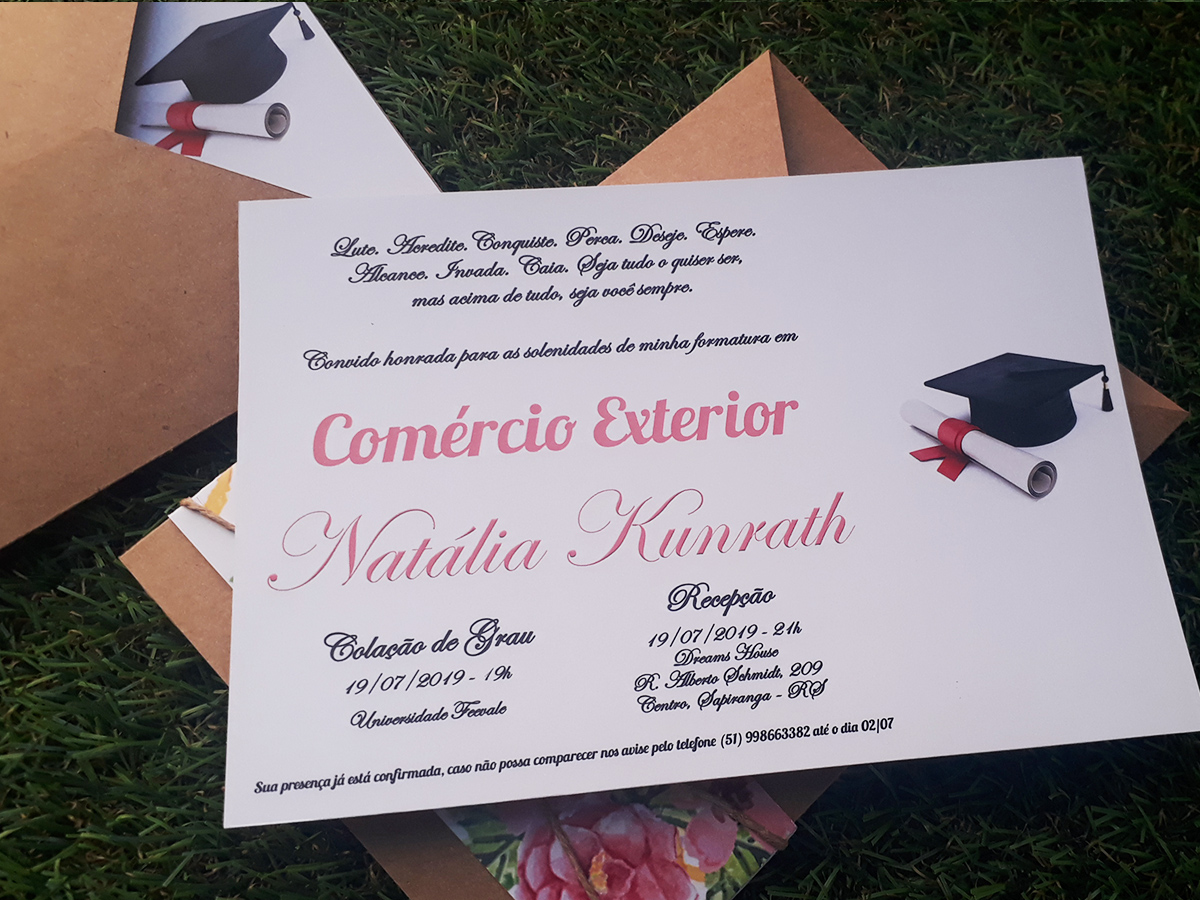 Lute. Acredite. Conquiste. Perca. Deseje. Espere.
Alcance. Invada. Caia. Seja tudo o quiser ser,
mas acima de tudo, seja você sempre.
Convido honrada para as solenidades de minha formatura em
Comércio Exterior
Natália Kunrath
Colação de Grau
19/07/2019 - 19h
Universidade Feevale
Recepção
19/07/2019 - 21h
Dreams House
R. Alberto Schmidt, 209
Centro, Sapiranga - RS
Sua presença já está confirmada, caso não possa comparecer nos avise pelo telefone (51) 998663382 até o dia 02|07